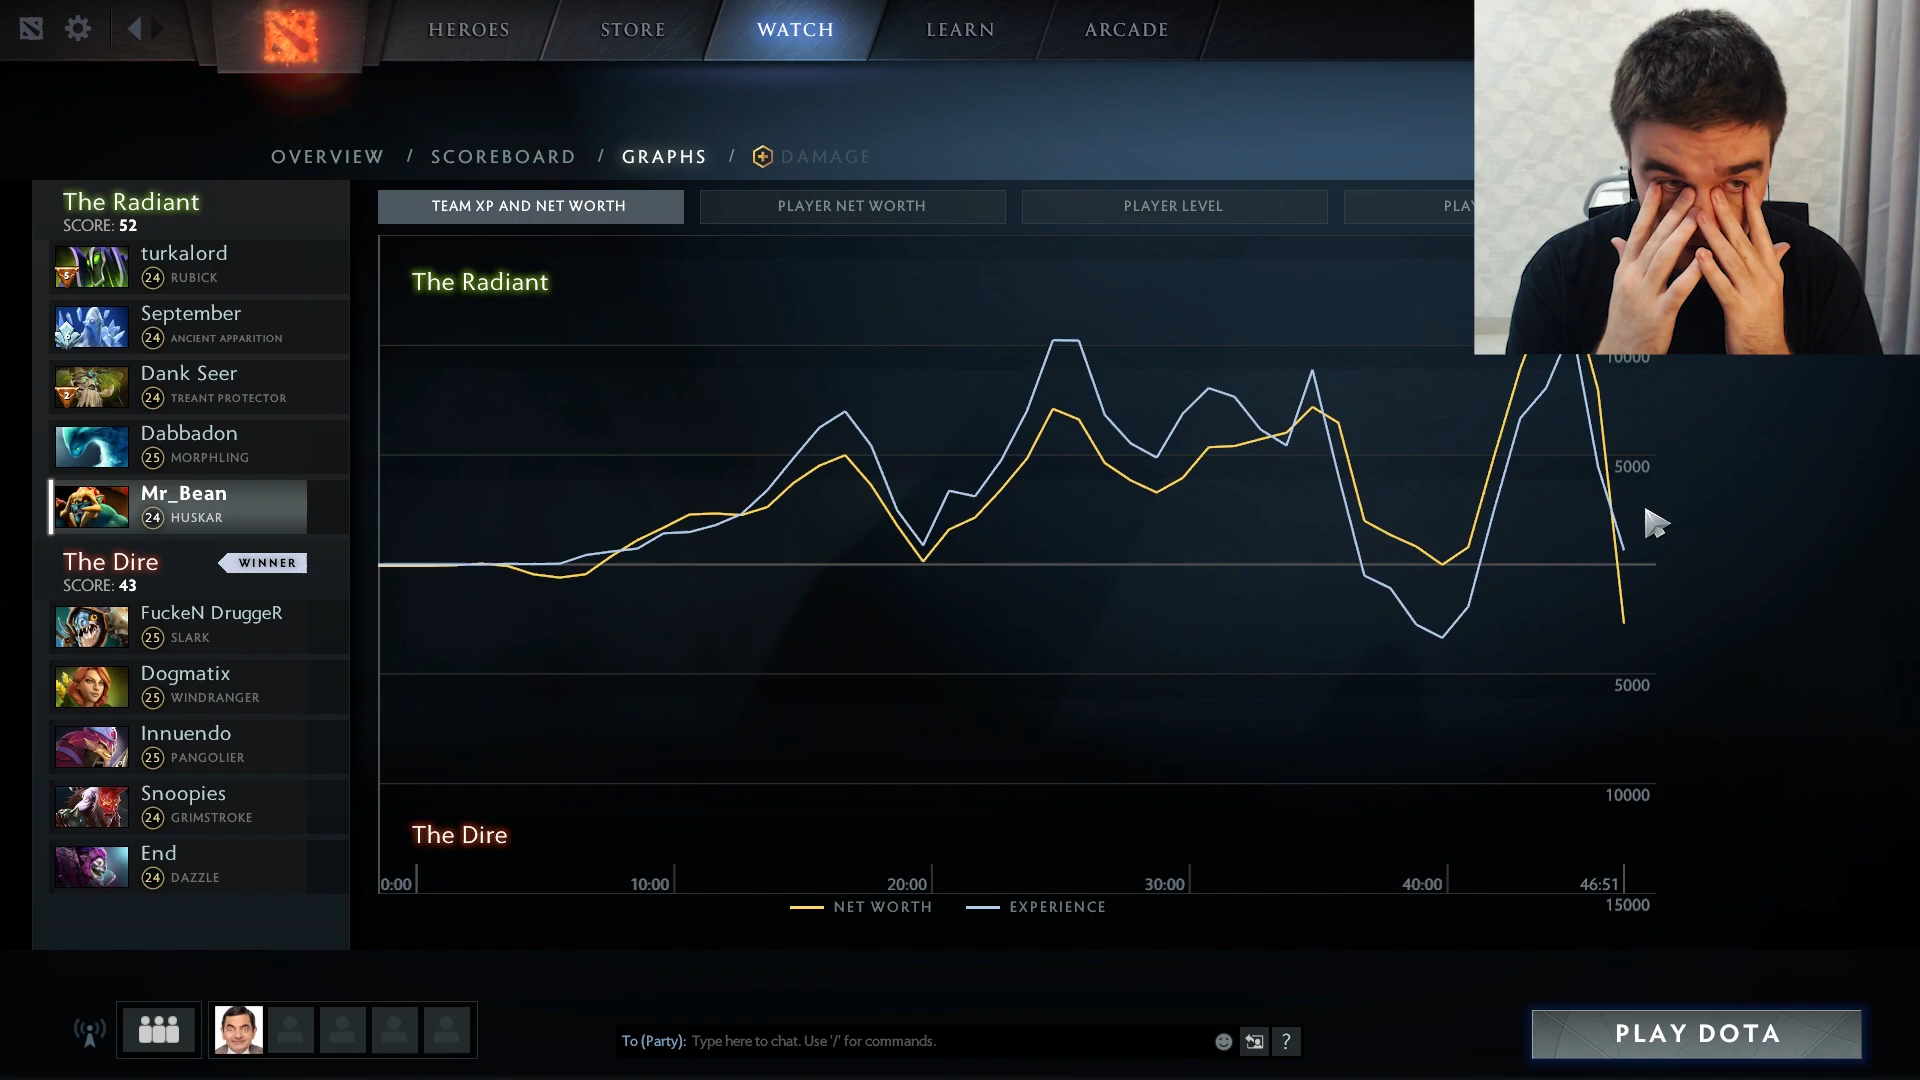 HEROES
STORE
WATCH
LEARN
ARCADE
OVERVIEW / SCOREBOARD / GRAPHS / DAMAGE
The Radiant
SCORE: 52
5
turkalord
24 RUBICK
September
24 ANCIENT APPARITION
2
Dank Seer
24 TREANT PROTECTOR
Dabbadon
25 MORPHLING
Mr_Bean
24 HUSKAR
The Dire
WINNER
SCORE: 43
FuckeN DruggeR
25 SLARK
Dogmatix
25 WINDRANGER
Innuendo
25 PANGOLIER
Snoopies
24 GRIMSTROKE
End
24 DAZZLE
TEAM XP AND NET WORTH
PLAYER NET WORTH
PLAYER LEVEL
The Radiant
10000
5000
5000
10000
The Dire
0:00
10:00
20:00
30:00
40:00
46:51
15000
NET WORTH
EXPERIENCE
To (Party): Type here to chat. Use '/' for commands.
?
PLAY DOTA